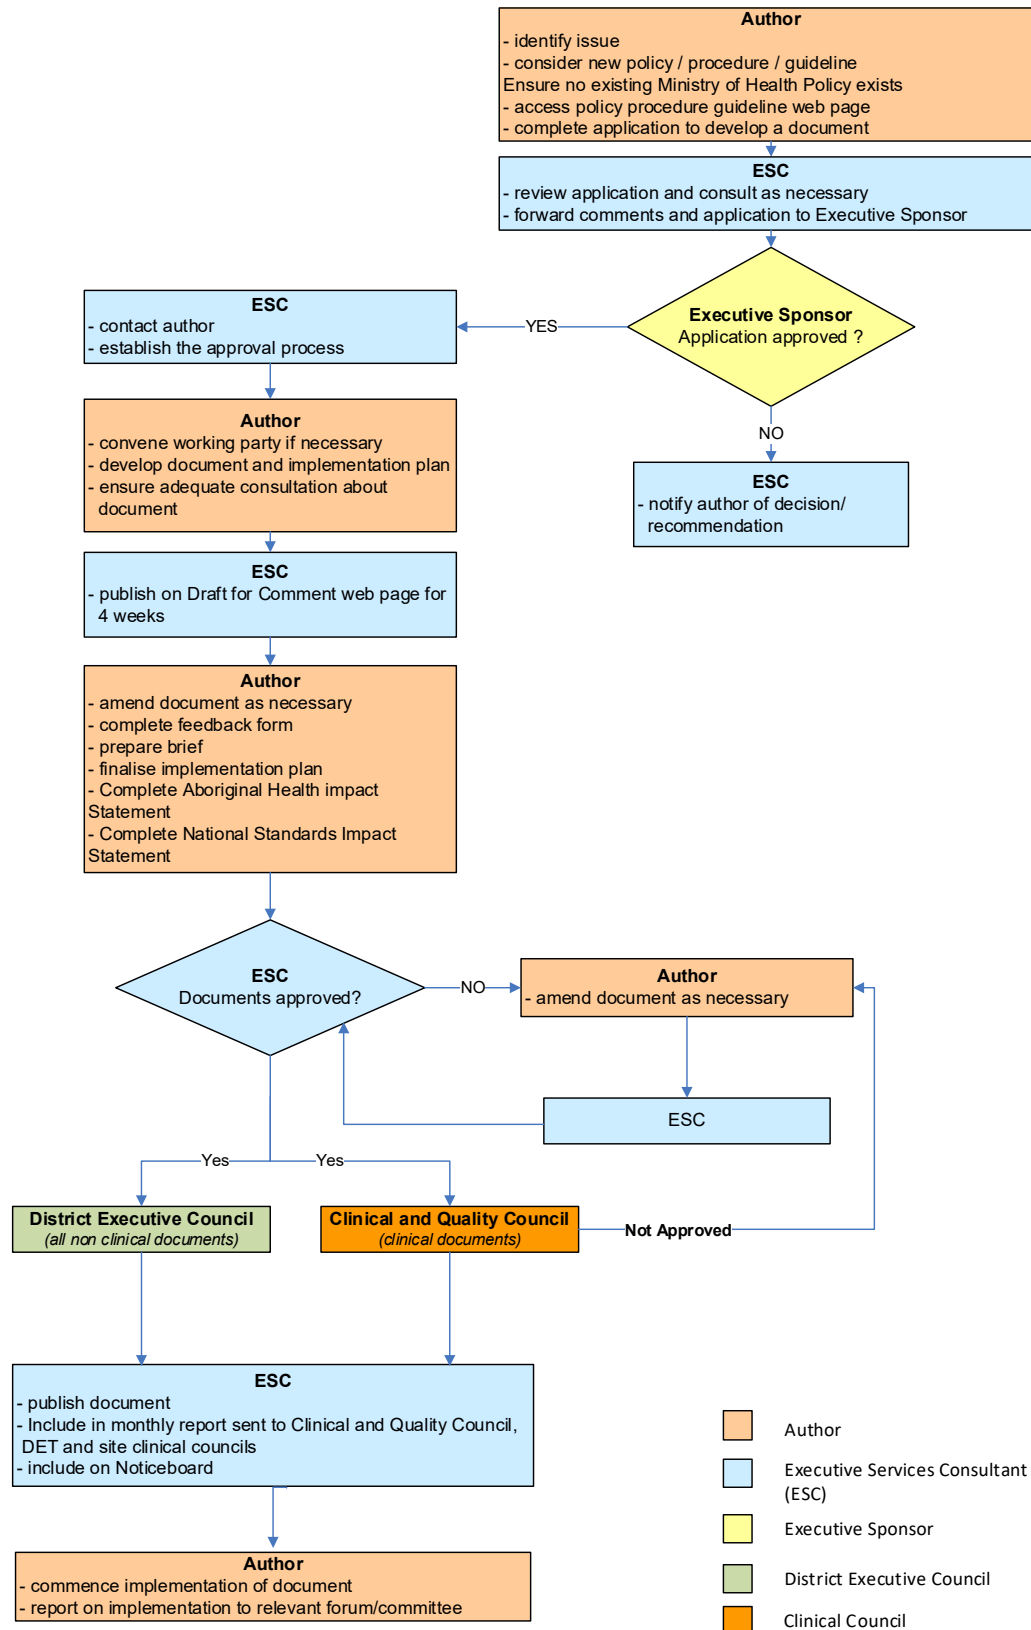 Author
- identify issue
- consider new policy / procedure / guideline
Ensure no existing Ministry of Health Policy exists
- access policy procedure guideline web page
- complete application to develop a document
ESC
- review application and consult as necessary
- forward comments and application to Executive Sponsor
Executive Sponsor
Application approved ?
YES
NO
ESC
- contact author
- establish the approval process
ESC
- notify author of decision/
recommendation
Author
- convene working party if necessary
- develop document and implementation plan
- ensure adequate consultation about
document
ESC
- publish on Draft for Comment web page for
4 weeks
Author
- amend document as necessary
- complete feedback form
- prepare brief
- finalise implementation plan
- Complete Aboriginal Health impact
Statement
- Complete National Standards Impact
Statement
ESC
Documents approved?
NO
Author
- amend document as necessary
ESC
Yes
Yes
District Executive Council
(all non clinical documents)
Clinical and Quality Council
(clinical documents)
Not Approved
ESC
- publish document
- Include in monthly report sent to Clinical and Quality Council,
DET and site clinical councils
- include on Noticeboard
Author
- commence implementation of document
- report on implementation to relevant forum/committee
Author
Executive Services Consultant
(ESC)
Executive Sponsor
District Executive Council
Clinical Council